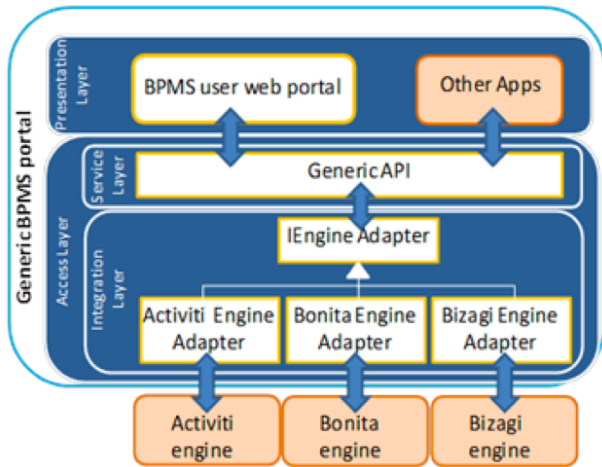 Generic BPMS portal
Presentation
Layer
BPMS user web portal
Other Apps
Access Layer
Service
Layer
Generic API
Integration
Layer
IEngine Adapter
Activiti Engine
Adapter
Bonita Engine
Adapter
Bizagi Engine
Adapter
Activiti
engine
Bonita
engine
Bizagi
engine